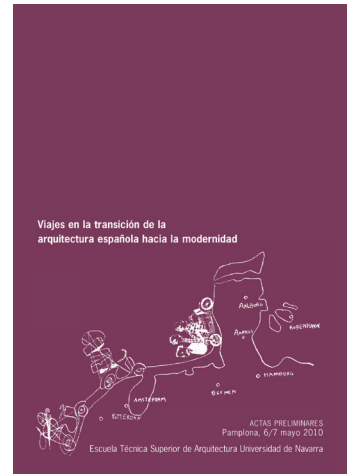 Viajes en la transición de la
arquitectura española hacia la modernidad
AALBORG
KOBENHAVN
AARHUS
HAMBURG
BREMEN
AMSTERDAM
ROTTERDAM
ACTAS PRELIMINARES
Pamplona, 6/7 mayo 2010
Escuela Técnica Superior de Arquitectura Universidad de Navarra